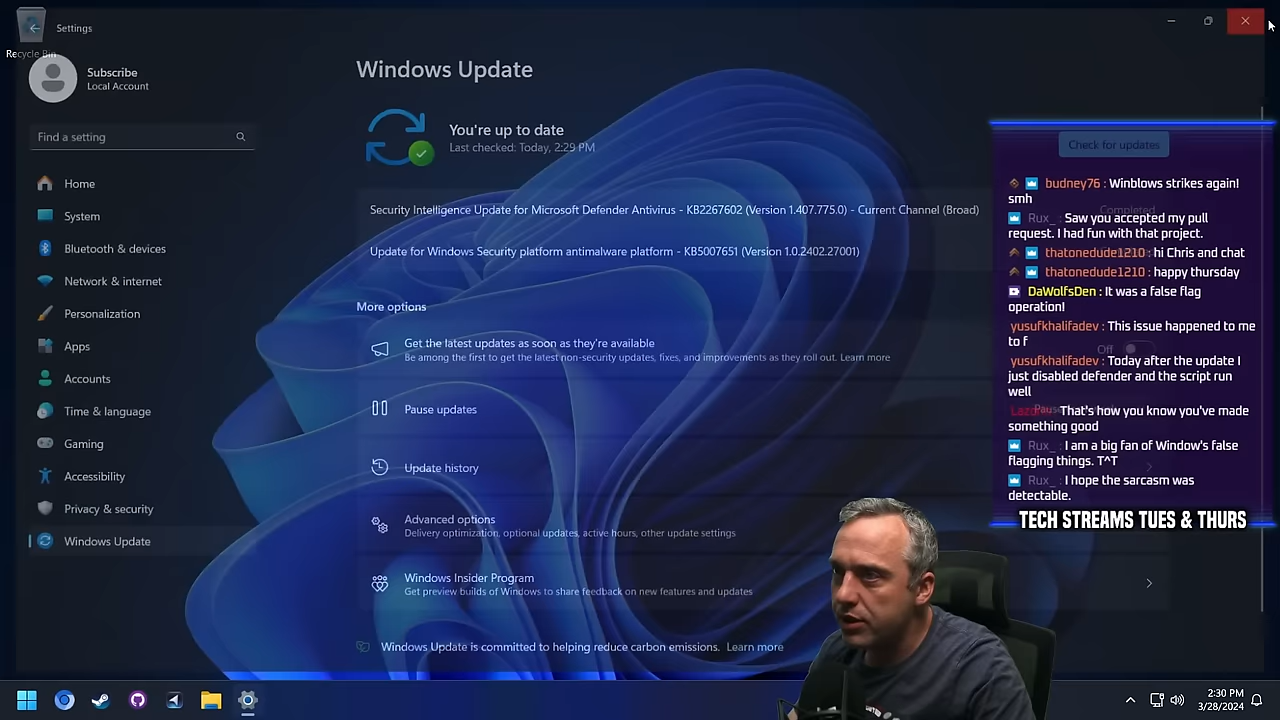 Settings
Recycle Bin
Subscribe
Local Account
Find a setting
Home
System
Bluetooth & devices
Network & internet
Personalization
Apps
Accounts
Time & language
Gaming
Accessibility
Privacy & security
Windows Update
Windows Update
You're up to date
Last checked: Today, 2:29 PM
Check for updates
Security Intelligence Update for Microsoft Defender Antivirus - KB2267602 (Version 1.407.775.0) - Current Channel (Broad)
Completed
Update for Windows Security platform antimalware platform - KB5007651 (Version 1.0.2402.27001)
More options
Get the latest updates as soon as they're available
Be among the first to get the latest non-security updates, fixes, and improvements as they roll out. Learn more
Off
Pause updates
Update history
Advanced options
Delivery optimization, optional updates, active hours, other update settings
Windows Insider Program
Get preview builds of Windows to share feedback on new features and updates
Windows Update is committed to helping reduce carbon emissions. Learn more
budney76 : Winblows strikes again!
smh
Rux_ : Saw you accepted my pull
request. I had fun with that project.
thatonedude1210 : hi Chris and chat
thatonedude1210 : happy thursday
DaWolfsDen : It was a false flag
operation!
yusufkhalifadev : This issue happened to me
to f
yusufkhalifadev : Today after the update I
just disabled defender and the script run
well
That's how you know you've made
something good
Rux_ : I am a big fan of Window's false
flagging things. T^T
Rux_ : I hope the sarcasm was
detectable.
TECH STREAMS TUES & THURS
2:30 PM
3/28/2024